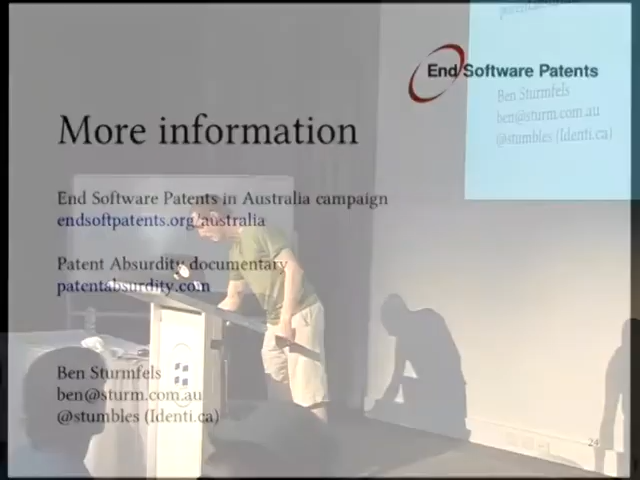 End Software Patents
More information
End Software Patents in Australia campaign
endsoftpatents.org/australia
Patent Absurdity documentary
patentabsurdity.com
Ben Sturmfels
ben@sturm.com.au
@stumbles (Identi.ca)
Ben Sturmfels
ben@sturm.com.au
@stumbles (Identi.ca)
24